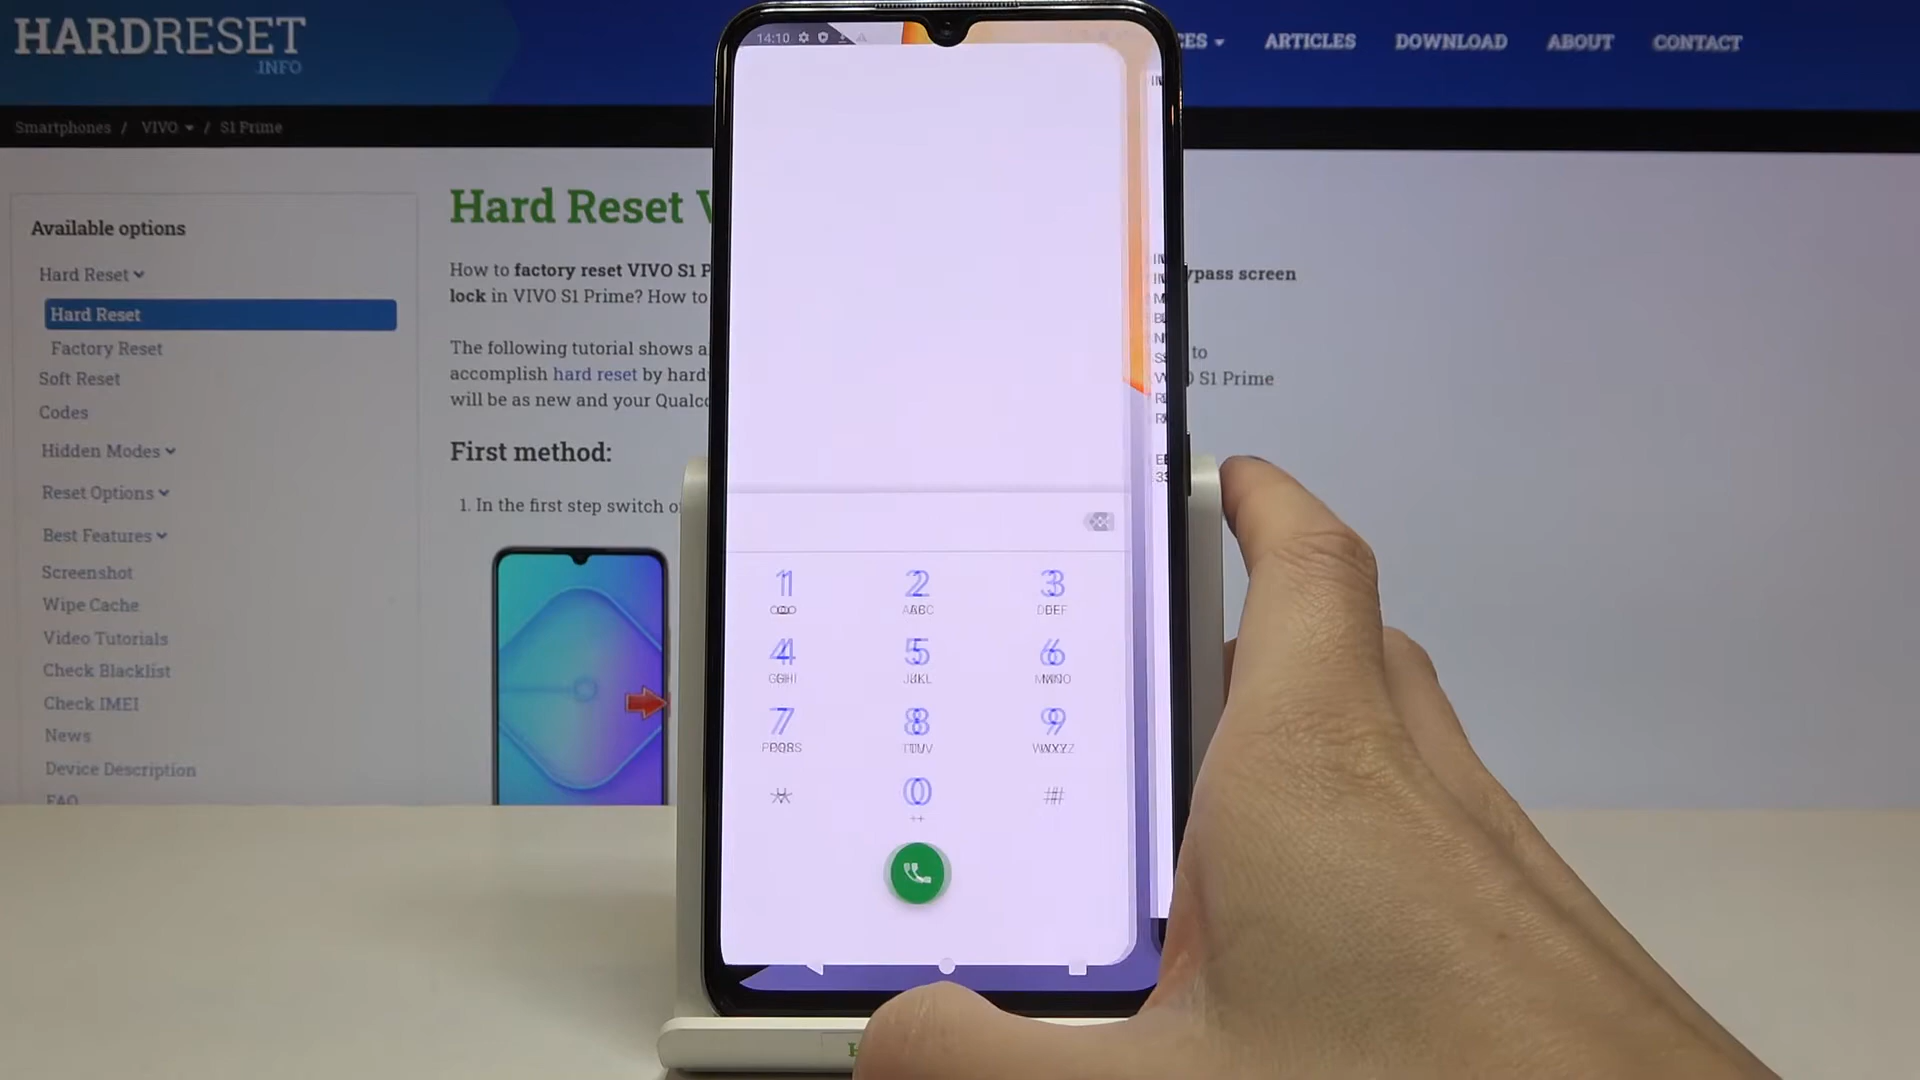 HARDRESET
.INFO
ARTICLES
DOWNLOAD
ABOUT
CONTACT
Smartphones / VIVO / S1 Prime
Available options
Hard Reset
Hard Reset
Factory Reset
Soft Reset
Codes
Hidden Modes
Reset Options
Best Features
Screenshot
Wipe Cache
Video Tutorials
Check Blacklist
Check IMEI
News
Device Description
FAQ
Hard Reset
How to factory reset VIVO S1
lock in VIVO S1 Prime? How to
screen
The following tutorial shows
to
accomplish hard reset by
S1 Prime
will be as new and your
First method:
1. In the first step switch
14:10
1
2 ABC
3 DEF
4 GHI
5 JKL
6 MNO
7 PQRS
8 TUV
9 WXYZ
*
0 +
#